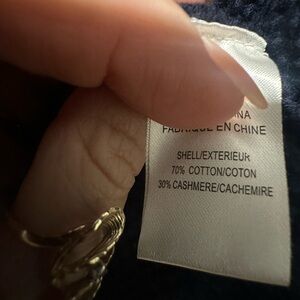 FABRIQUE EN CHINE
SHELL/EXTERIEUR
70% COTTON/COTON
30% CASHMERE/CACHEMIRE